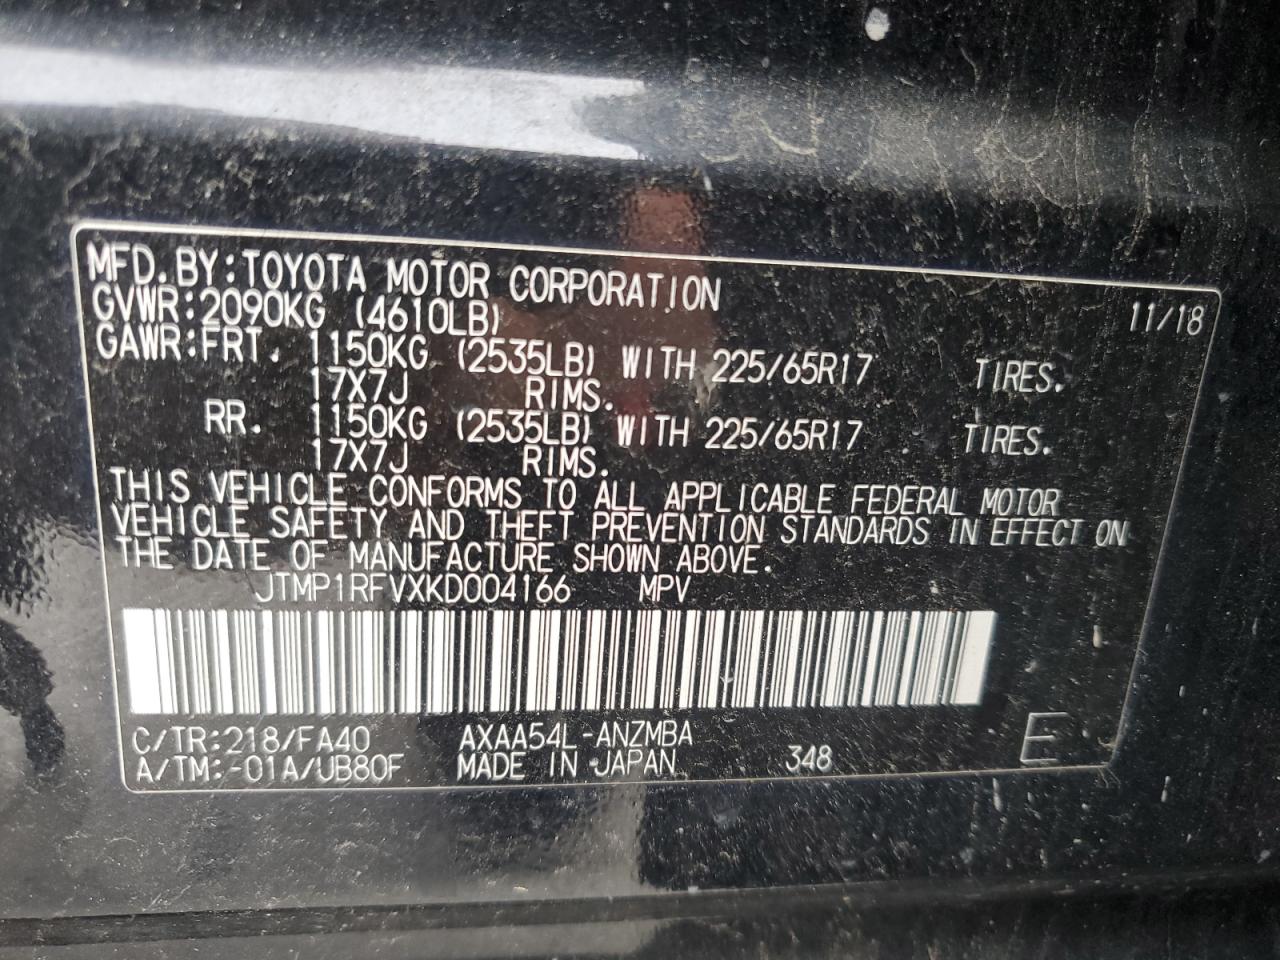 MFD.BY:TOYOTA MOTOR CORPORATION 11/18
GVWR:2090KG (4610LB)
GAWR:FRT. 1150KG (2535LB) WITH 225/65R17 TIRES.
17X7J RIMS.
RR. 1150KG (2535LB) WITH 225/65R17 TIRES.
17X7J RIMS.
THIS VEHICLE CONFORMS TO ALL APPLICABLE FEDERAL MOTOR
VEHICLE SAFETY AND THEFT PREVENTION STANDARDS IN EFFECT ON
THE DATE OF MANUFACTURE SHOWN ABOVE.
JTMP1RFVXKD004166 MPV
C/TR:218/FA40 AXAA54L-ANZMBA
A/TM:-01A/UB80F MADE IN JAPAN 348 E